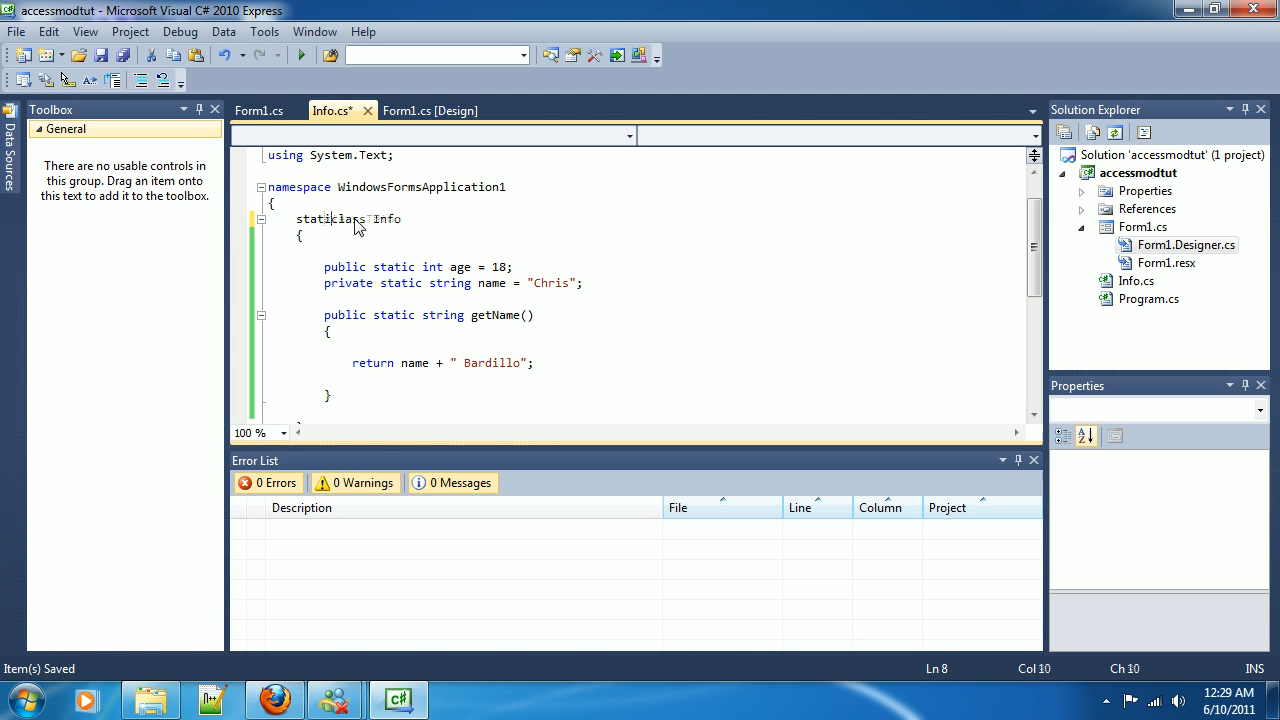 accessmodtut - Microsoft Visual C# 2010 Express
File Edit View Project Debug Data Tools Window Help
Toolbox
General
There are no usable controls in
this group. Drag an item onto
this text to add it to the toolbox.
Data Sources
Form1.cs Info.cs* Form1.cs [Design]
using System.Text;
namespace WindowsFormsApplication1
{
staticlass Info
{
public static int age = 18;
private static string name = "Chris";
public static string getName()
{
return name + " Bardillo";
}
100 %
Error List
0 Errors 0 Warnings 0 Messages
Description File Line Column Project
Solution Explorer
Solution 'accessmodtut' (1 project)
accessmodtut
Properties
References
Form1.cs
Form1.Designer.cs
Form1.resx
Info.cs
Program.cs
Properties
Item(s) Saved Ln 8 Col 10 Ch 10 INS
12:29 AM
6/10/2011